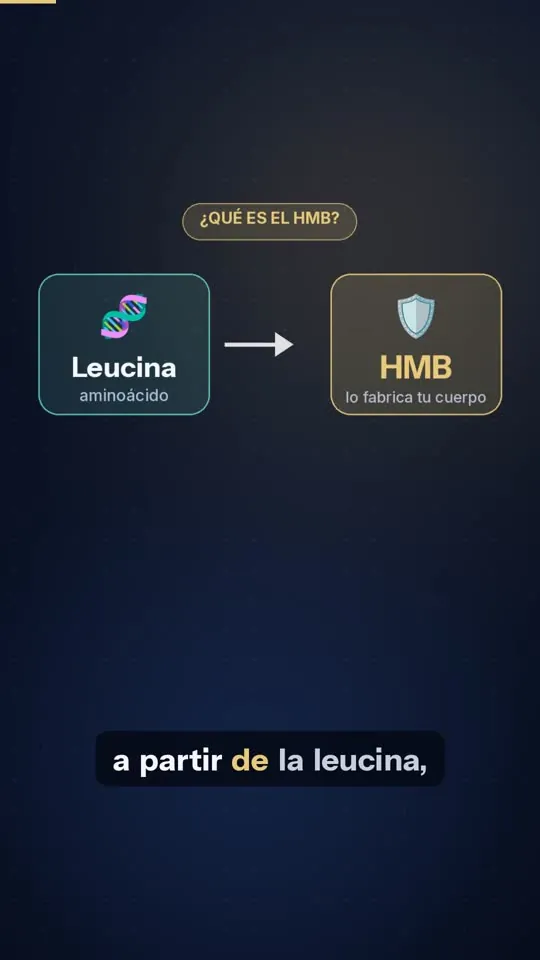 ¿QUÉ ES EL HMB?
Leucina
aminoácido
HMB
lo fabrica tu cuerpo
a partir de la leucina,